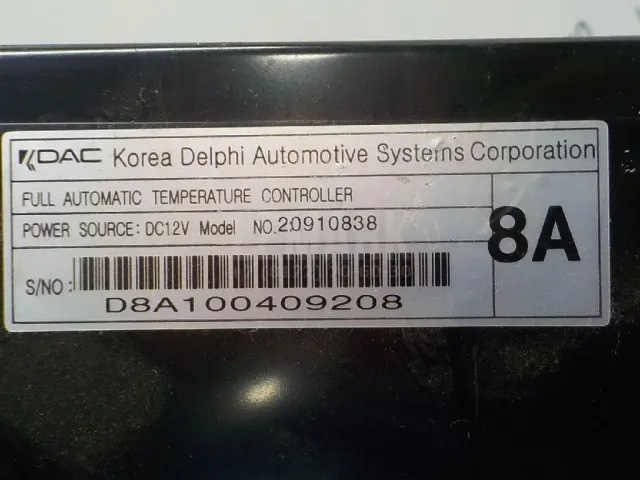 KDAC Korea Delphi Automotive Systems Corporation
FULL AUTOMATIC TEMPERATURE CONTROLLER
POWER SOURCE: DC12V Model NO.20910838
8A
S/NO :
D8A100409208